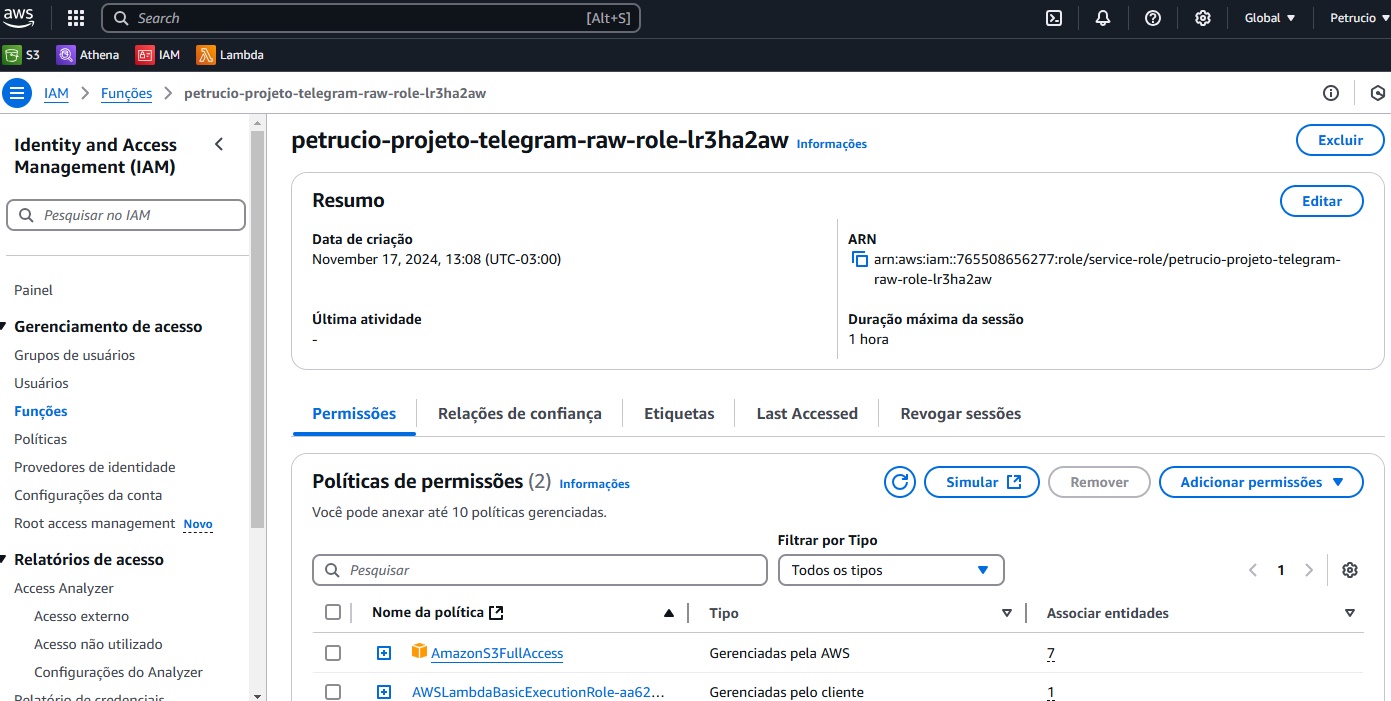 aws
Search [Alt+S]
Global ▼ Petrucio ▼
S3 Athena IAM Lambda
IAM > Funções > petrucio-projeto-telegram-raw-role-lr3ha2aw
Identity and Access
Management (IAM)
Pesquisar no IAM
Painel
Gerenciamento de acesso
Grupos de usuários
Usuários
Funções
Políticas
Provedores de identidade
Configurações da conta
Root access management Novo
Relatórios de acesso
Access Analyzer
Acesso externo
Acesso não utilizado
Configurações do Analyzer
Relatório de credenciais
petrucio-projeto-telegram-raw-role-lr3ha2aw Informações
Excluir
Resumo
Editar
Data de criação
November 17, 2024, 13:08 (UTC-03:00)
ARN
arn:aws:iam::765508656277:role/service-role/petrucio-projeto-telegram-
raw-role-lr3ha2aw
Última atividade
-
Duração máxima da sessão
1 hora
Permissões Relações de confiança Etiquetas Last Accessed Revogar sessões
Políticas de permissões (2) Informações
Simular Remover Adicionar permissões ▼
Você pode anexar até 10 políticas gerenciadas.
Filtrar por Tipo
Pesquisar
Todos os tipos
1
Nome da política Tipo Associar entidades
AmazonS3FullAccess Gerenciadas pela AWS 7
AWSLambdaBasicExecutionRole-aa62... Gerenciadas pelo cliente 1